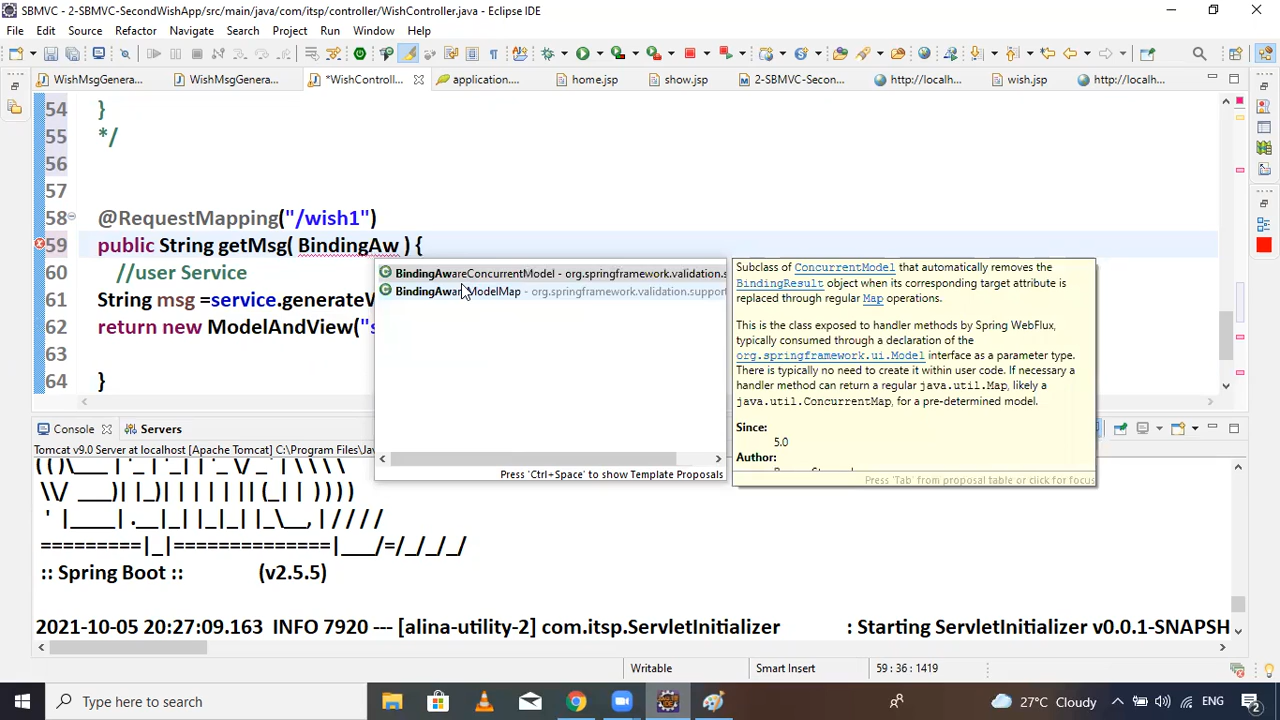 SBMVC - 2-SBMVC-SecondWishApp/src/main/java/com/itsp/controller/WishController.java - Eclipse IDE
File Edit Source Refactor Navigate Search Project Run Window Help
WishMsgGenera... WishMsgGenera... *WishControll... application.... home.jsp show.jsp 2-SBMVC-Secon... http://localh... wish.jsp http://localh...
54 }
55 */
56
57
58 @RequestMapping("/wish1")
59 public String getMsg( BindingAw ) {
60 //user Service
61 String msg =service.generateW
62 return new ModelAndView("s
63
64 }
BindingAwareConcurrentModel - org.springframework.validation.s
BindingAwareModelMap - org.springframework.validation.support
Press 'Ctrl+Space' to show Template Proposals
Subclass of ConcurrentModel that automatically removes the
BindingResult object when its corresponding target attribute is
replaced through regular Map operations.
This is the class exposed to handler methods by Spring WebFlux,
typically consumed through a declaration of the
org.springframework.ui.Model interface as a parameter type.
There is typically no need to create it within user code. If necessary a
handler method can return a regular java.util.Map, likely a
java.util.ConcurrentMap, for a pre-determined model.
Since:
5.0
Author:
Press 'Tab' from proposal table or click for focus
Console Servers
Tomcat v9.0 Server at localhost [Apache Tomcat] C:\Program Files\Jav
( ( )\___ | '_ | '_| | '_ \/ _` | \ \ \ \
\\/ ___)| |_)| | | | | || (_| | ) ) ) )
' |____| .__|_| |_|_| |_\__, | / / / /
=========|_|==============|___/=/_/_/_/
:: Spring Boot :: (v2.5.5)
2021-10-05 20:27:09.163 INFO 7920 --- [alina-utility-2] com.itsp.ServletInitializer : Starting ServletInitializer v0.0.1-SNAPSH
Writable Smart Insert 59 : 36 : 1419
Type here to search 27°C Cloudy ENG 2